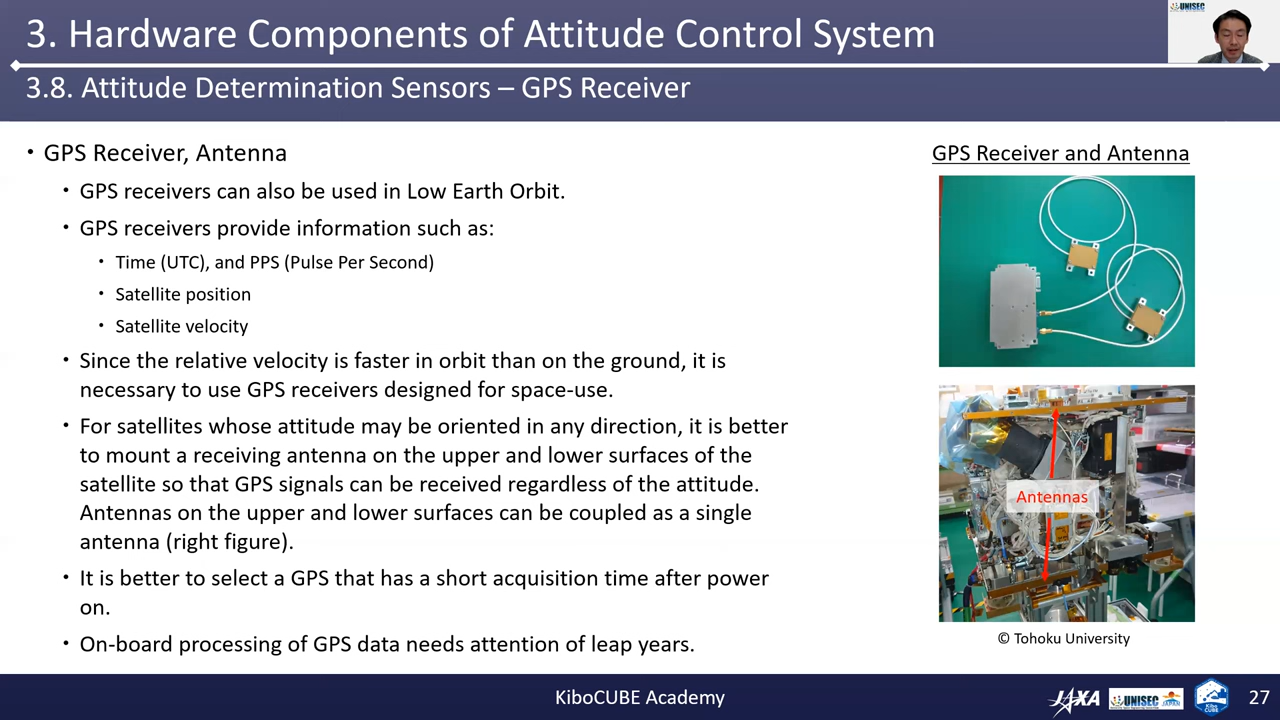 3. Hardware Components of Attitude Control System
UNISEC
3.8. Attitude Determination Sensors – GPS Receiver
• GPS Receiver, Antenna
• GPS receivers can also be used in Low Earth Orbit.
• GPS receivers provide information such as:
• Time (UTC), and PPS (Pulse Per Second)
• Satellite position
• Satellite velocity
• Since the relative velocity is faster in orbit than on the ground, it is
necessary to use GPS receivers designed for space-use.
• For satellites whose attitude may be oriented in any direction, it is better
to mount a receiving antenna on the upper and lower surfaces of the
satellite so that GPS signals can be received regardless of the attitude.
Antennas on the upper and lower surfaces can be coupled as a single
antenna (right figure).
• It is better to select a GPS that has a short acquisition time after power
on.
• On-board processing of GPS data needs attention of leap years.
GPS Receiver and Antenna
Antennas
© Tohoku University
KiboCUBE Academy
JAXA
UNISEC
JAPAN
Kibo
CUBE
27